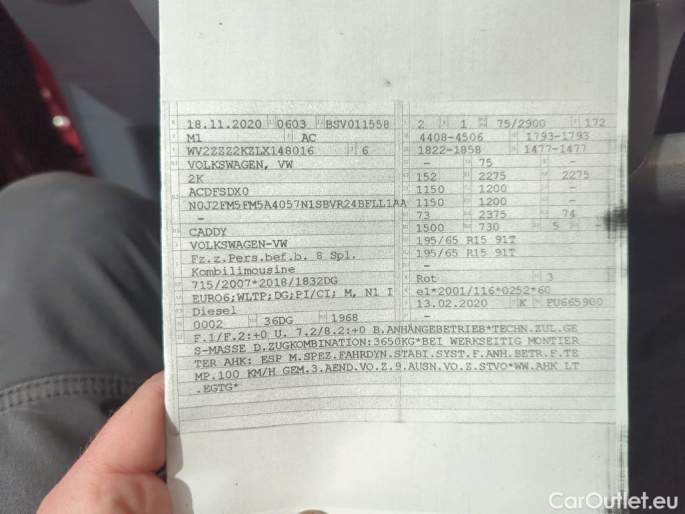 18.11.2020 0603 BSV011558
M1 AC
WV2ZZZ2KZLX148016 6
VOLKSWAGEN, VW
2K
ACDFSDX0
N0J2FM5FM5A4057N1SBVR24BFLL1AA
-
CADDY
VOLKSWAGEN-VW
Fz.z.Pers.bef.b. 8 Spl.
Kombilimousine
715/2007*2018/1832DG
EURO6;WLTP;DG;PI/CI; M, N1 I
Diesel
0002 36DG 1968
2 1 75/2900 172
4408-4506 1793-1793
1822-1858 1477-1477
- 75 -
152 2275 2275
1150 1200 -
1150 1200 -
73 2375 74
1500 730 5 -
195/65 R15 91T
195/65 R15 91T
-
Rot 3
e1*2001/116*0252*60
13.02.2020 K FU665900
F.1/F.2:+0 U. 7.2/8.2:+0 B.ANHÄNGEBETRIEB*TECHN.ZUL.GE
S-MASSE D.ZUGKOMBINATION:3650KG*BEI WERKSEITIG MONTIER
TER AHK: ESP M.SPEZ.FAHRDYN.STABI.SYST.F.ANH.BETR.F.TE
MP.100 KM/H GEM.3.AEND.VO.Z.9.AUSN.VO.Z.STVO*WW.AHK LT
.EGTG*
CarOutlet.eu